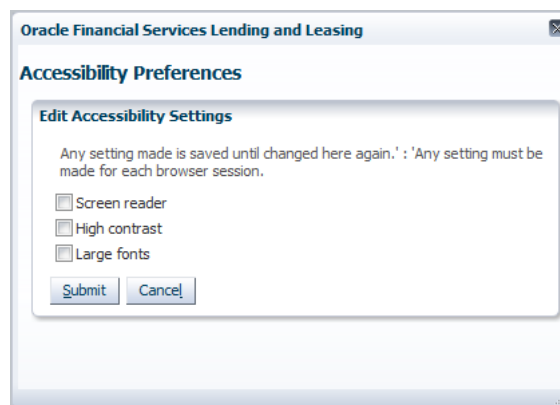 Oracle Financial Services Lending and Leasing
Accessibility Preferences
Edit Accessibility Settings
Any setting made is saved until changed here again.' : 'Any setting must be
made for each browser session.
Screen reader
High contrast
Large fonts
Submit Cancel